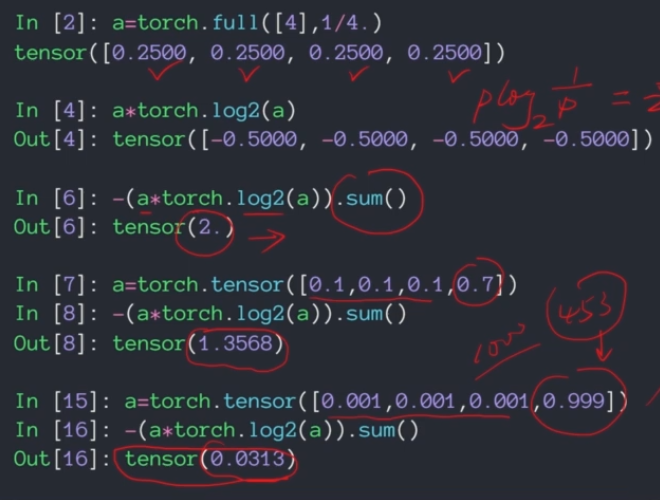 In [2]: a=torch.full([4],1/4.)
tensor([0.2500, 0.2500, 0.2500, 0.2500])
p log₂ 1/p =
In [4]: a*torch.log2(a)
Out[4]: tensor([-0.5000, -0.5000, -0.5000, -0.5000])
In [6]: -(a*torch.log2(a)).sum()
Out[6]: tensor(2.)
In [7]: a=torch.tensor([0.1,0.1,0.1,0.7])
In [8]: -(a*torch.log2(a)).sum()
453
Out[8]: tensor(1.3568)
In [15]: a=torch.tensor([0.001,0.001,0.001,0.999])
In [16]: -(a*torch.log2(a)).sum()
Out[16]: tensor(0.0313)